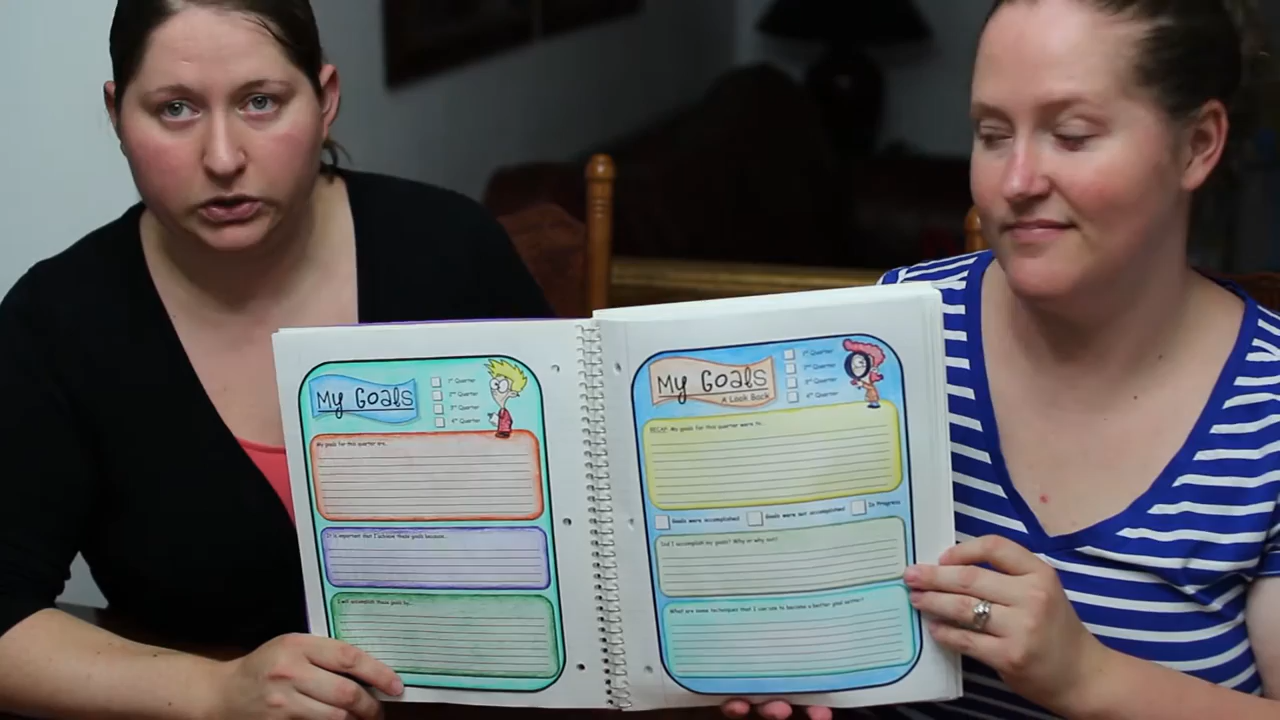 My Goals
1st Quarter
2nd Quarter
3rd Quarter
4th Quarter
My goals for this quarter are...
It is important that I achieve these goals because...
I will accomplish these goals by...
My Goals
A Look Back
1st Quarter
2nd Quarter
3rd Quarter
4th Quarter
RECAP: My goals for this quarter were to...
Goals were accomplished
Goals were not accomplished
In Progress
Did I accomplish my goals? Why or why not?
What are some techniques that I can use to become a better goal setter?